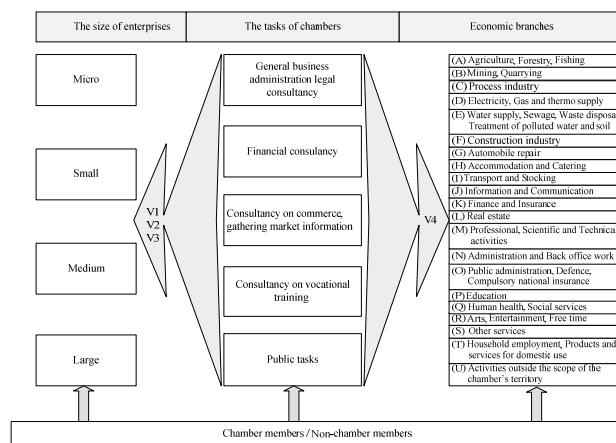 The size of enterprises
The tasks of chambers
Economic branches
Micro
Small
Medium
Large
V1
V2
V3
General business
administration legal
consultancy
Financial consulancy
Consultancy on commerce,
gathering market information
Consultancy on vocational
training
Public tasks
V4
(A) Agriculture, Forestry, Fishing
(B) Mining, Quarrying
(C) Process industry
(D) Electricity, Gas and thermo supply
(E) Water supply, Sewage, Waste disposa
Treatment of polluted water and soil
(F) Construction industry
(G) Automobile repair
(H) Accommodation and Catering
(I) Transport and Stocking
(J) Information and Communication
(K) Finance and Insurance
(L) Real estate
(M) Professional, Scientific and Technica
activities
(N) Administration and Back office work
(O) Public administration, Defence,
Compulsory national insurance
(P) Education
(Q) Human health, Social services
(R) Arts, Entertainment, Free time
(S) Other services
(T) Household employment, Products and
services for domestic use
(U) Activities outside the scope of the
chamber's territory
Chamber members / Non-chamber members